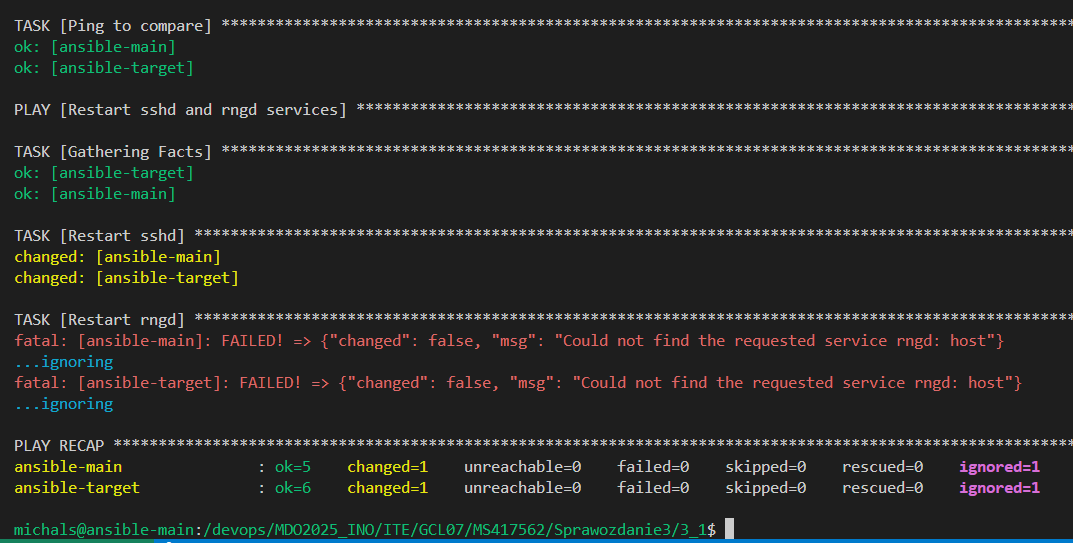 TASK [Ping to compare] ***********************************************************************************************
ok: [ansible-main]
ok: [ansible-target]
PLAY [Restart sshd and rngd services] ********************************************************************************
TASK [Gathering Facts] ***********************************************************************************************
ok: [ansible-target]
ok: [ansible-main]
TASK [Restart sshd] **************************************************************************************************
changed: [ansible-main]
changed: [ansible-target]
TASK [Restart rngd] **************************************************************************************************
fatal: [ansible-main]: FAILED! => {"changed": false, "msg": "Could not find the requested service rngd: host"}
...ignoring
fatal: [ansible-target]: FAILED! => {"changed": false, "msg": "Could not find the requested service rngd: host"}
...ignoring
PLAY RECAP ***********************************************************************************************************
ansible-main               : ok=5    changed=1    unreachable=0    failed=0    skipped=0    rescued=0    ignored=1
ansible-target             : ok=6    changed=1    unreachable=0    failed=0    skipped=0    rescued=0    ignored=1
michals@ansible-main:/devops/MDO2025_INO/ITE/GCL07/MS417562/Sprawozdanie3/3_1$